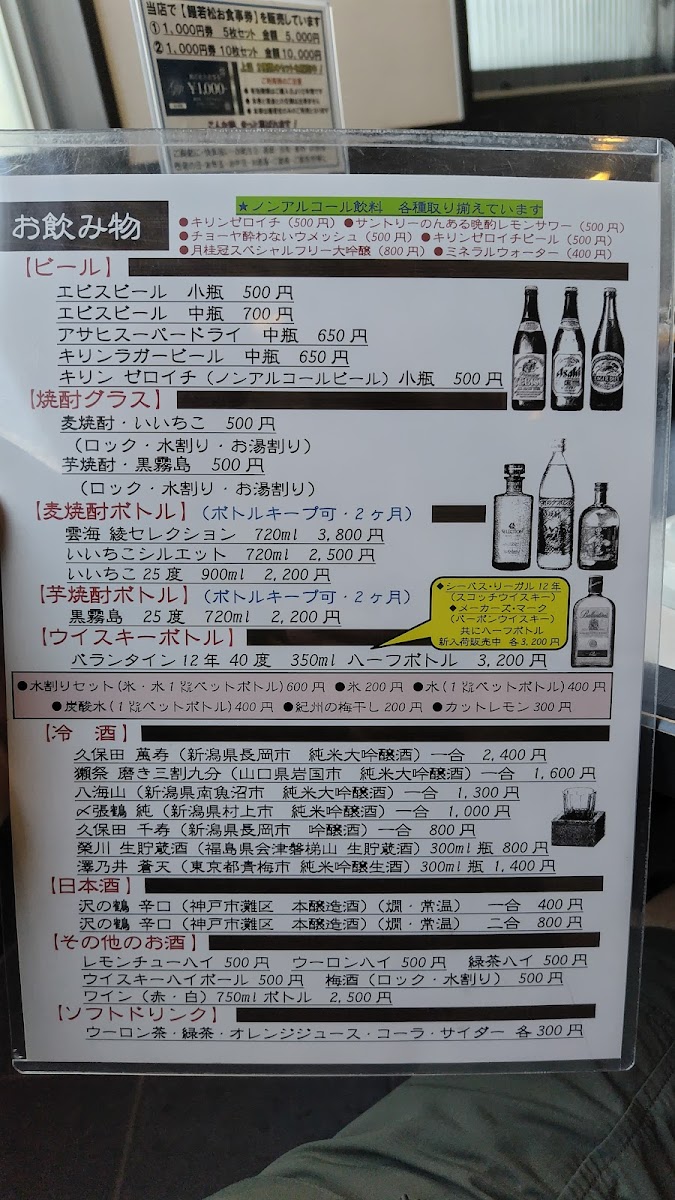 当店で【鰻若松お食事券】を販売しています
①1,000円券 5枚セット 金額 5,000円
②1,000円券 10枚セット 金額 10,000円
¥1,000-
お飲み物
★ノンアルコール飲料 各種取り揃えています
●キリンゼロイチ(500円) ●サントリーのんある晩酌レモンサワー(500円)
●チョーヤ酔わないウメッシュ(500円) ●キリンゼロイチビール(500円)
●月桂冠スペシャルフリー大吟醸(800円) ●ミネラルウォーター(400円)
【ビール】
エビスビール 小瓶 500円
エビスビール 中瓶 700円
アサヒスーパードライ 中瓶 650円
キリンラガービール 中瓶 650円
キリン ゼロイチ(ノンアルコールビール)小瓶 500円
【焼酎グラス】
麦焼酎・いいちこ 500円
(ロック・水割り・お湯割り)
芋焼酎・黒霧島 500円
(ロック・水割り・お湯割り)
【麦焼酎ボトル】(ボトルキープ可・2ヶ月)
雲海 綾セレクション 720ml 3,800円
いいちこシルエット 720ml 2,500円
いいちこ25度 900ml 2,200円
【芋焼酎ボトル】(ボトルキープ可・2ヶ月)
黒霧島 25度 720ml 2,200円
◆シーバス・リーガル12年
(スコッチウイスキー)
◆メーカーズ・マーク
(バーボンウイスキー)
共にハーフボトル
新入荷販売中 各3,200円
【ウイスキーボトル】
バランタイン12年 40度 350ml ハーフボトル 3,200円
●水割りセット(氷・水1㍑ペットボトル)600円 ●氷200円 ●水(1㍑ペットボトル)400円
●炭酸水(1㍑ペットボトル)400円 ●紀州の梅干し200円 ●カットレモン300円
【冷 酒】
久保田 萬寿(新潟県長岡市 純米大吟醸酒)一合 2,400円
獺祭 磨き三割九分(山口県岩国市 純米大吟醸酒)一合 1,600円
八海山(新潟県南魚沼市 純米大吟醸酒)一合 1,300円
〆張鶴 純(新潟県村上市 純米吟醸酒)一合 1,000円
久保田 千寿(新潟県長岡市 吟醸酒)一合 800円
榮川 生貯蔵酒(福島県会津磐梯山 生貯蔵酒)300ml瓶 800円
澤乃井 蒼天(東京都青梅市 純米吟醸生酒)300ml瓶 1,400円
【日本酒】
沢の鶴 辛口(神戸市灘区 本醸造酒)(燗・常温) 一合 400円
沢の鶴 辛口(神戸市灘区 本醸造酒)(燗・常温) 二合 800円
【その他のお酒】
レモンチューハイ 500円 ウーロンハイ 500円 緑茶ハイ 500円
ウイスキーハイボール 500円 梅酒(ロック・水割り) 500円
ワイン(赤・白)750mlボトル 2,500円
【ソフトドリンク】
ウーロン茶・緑茶・オレンジジュース・コーラ・サイダー 各300円